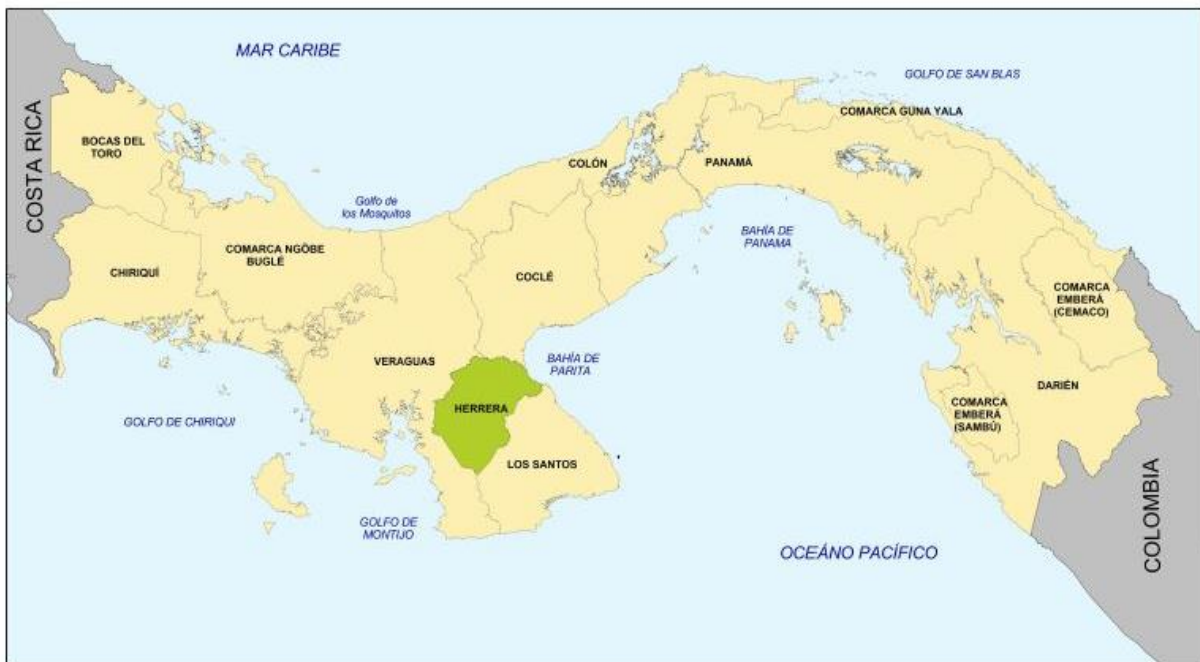 MAR CARIBE
GOLFO DE SAN BLAS
COSTA RICA
BOCAS DEL
TORO
COLÓN
COMARCA GUNA YALA
PANAMÁ
Golfo de
los Mosquitos
COMARCA NGÖBE
BUGLÉ
CHIRIQUÍ
COCLÉ
BAHÍA DE
PANAMA
COMARCA
EMBERÁ
(CEMACO)
VERAGUAS
BAHÍA DE
PARITA
DARIÉN
HERRERA
COMARCA
EMBERÁ
(SAMBÚ)
GOLFO DE CHIRIQUI
LOS SANTOS
GOLFO DE
MONTIJO
OCEÁNO PACÍFICO
COLOMBIA